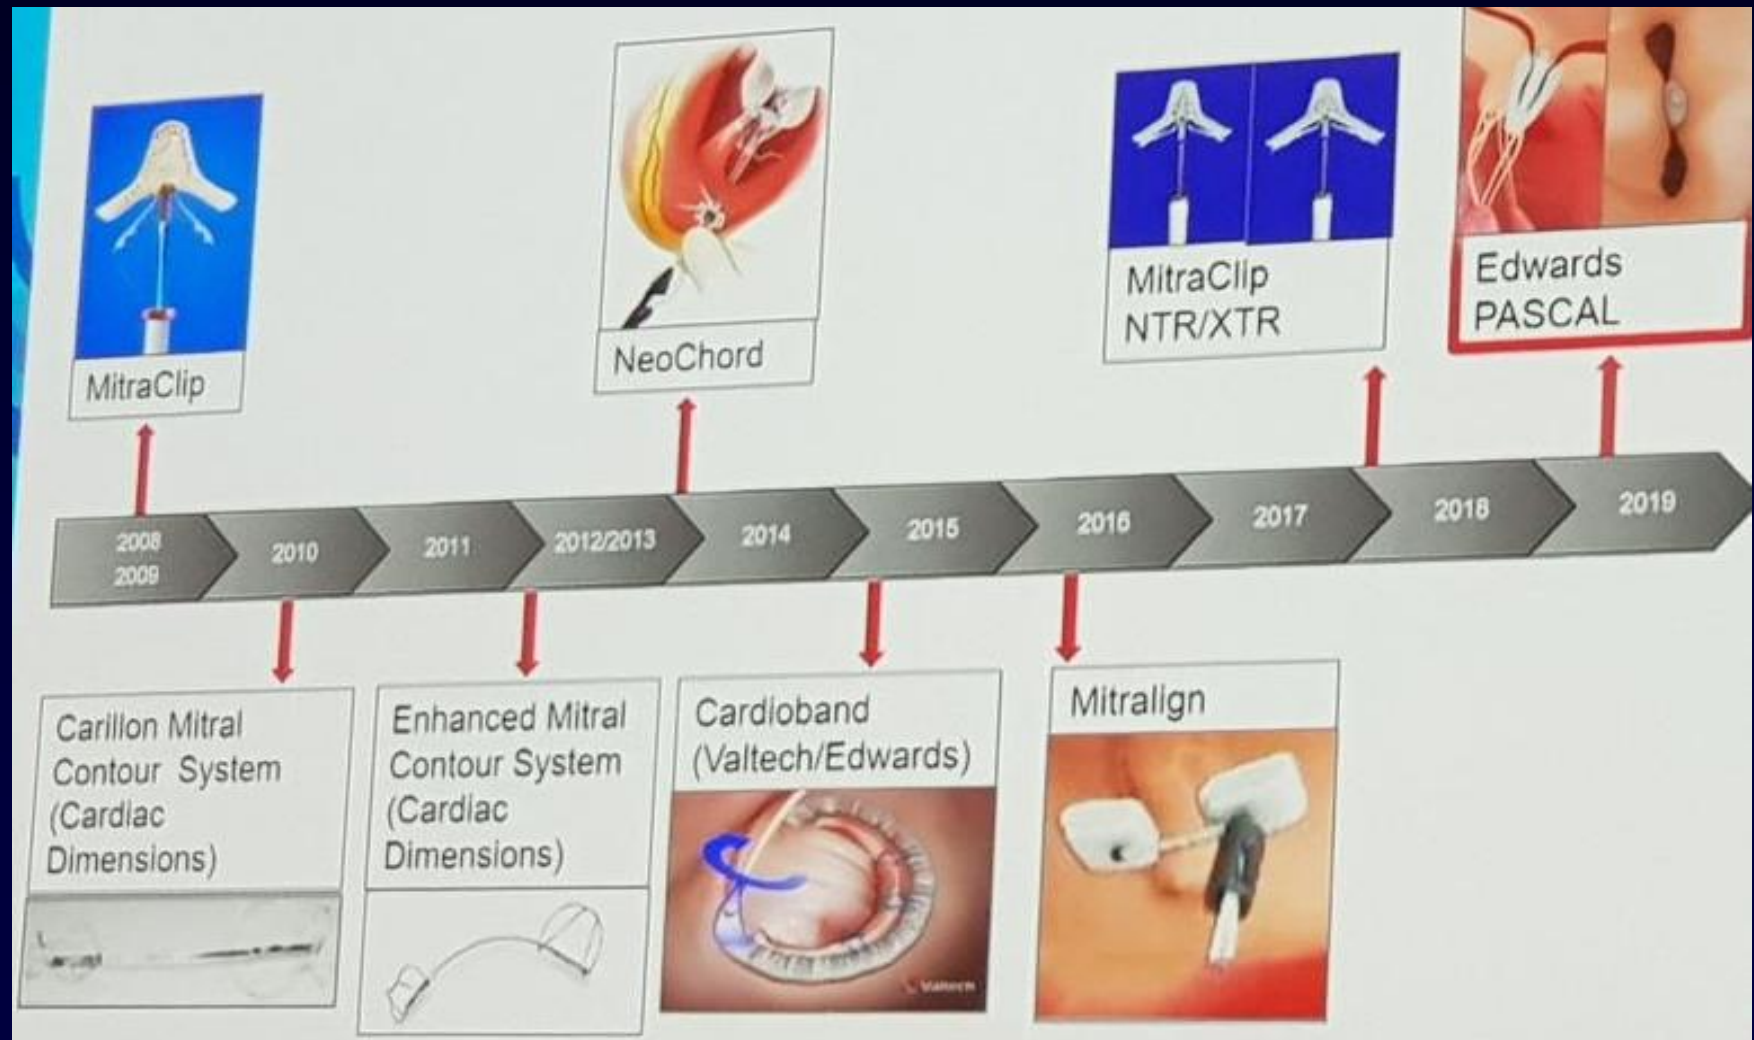 MitraClip
NeoChord
MitraClip
NTR/XTR
Edwards
PASCAL
2008
2009
2010
2011
2012/2013
2014
2015
2016
2017
2018
2019
Carillon Mitral
Contour System
(Cardiac
Dimensions)
Enhanced Mitral
Contour System
(Cardiac
Dimensions)
Cardioband
(Valtech/Edwards)
Valtech
Mitralign